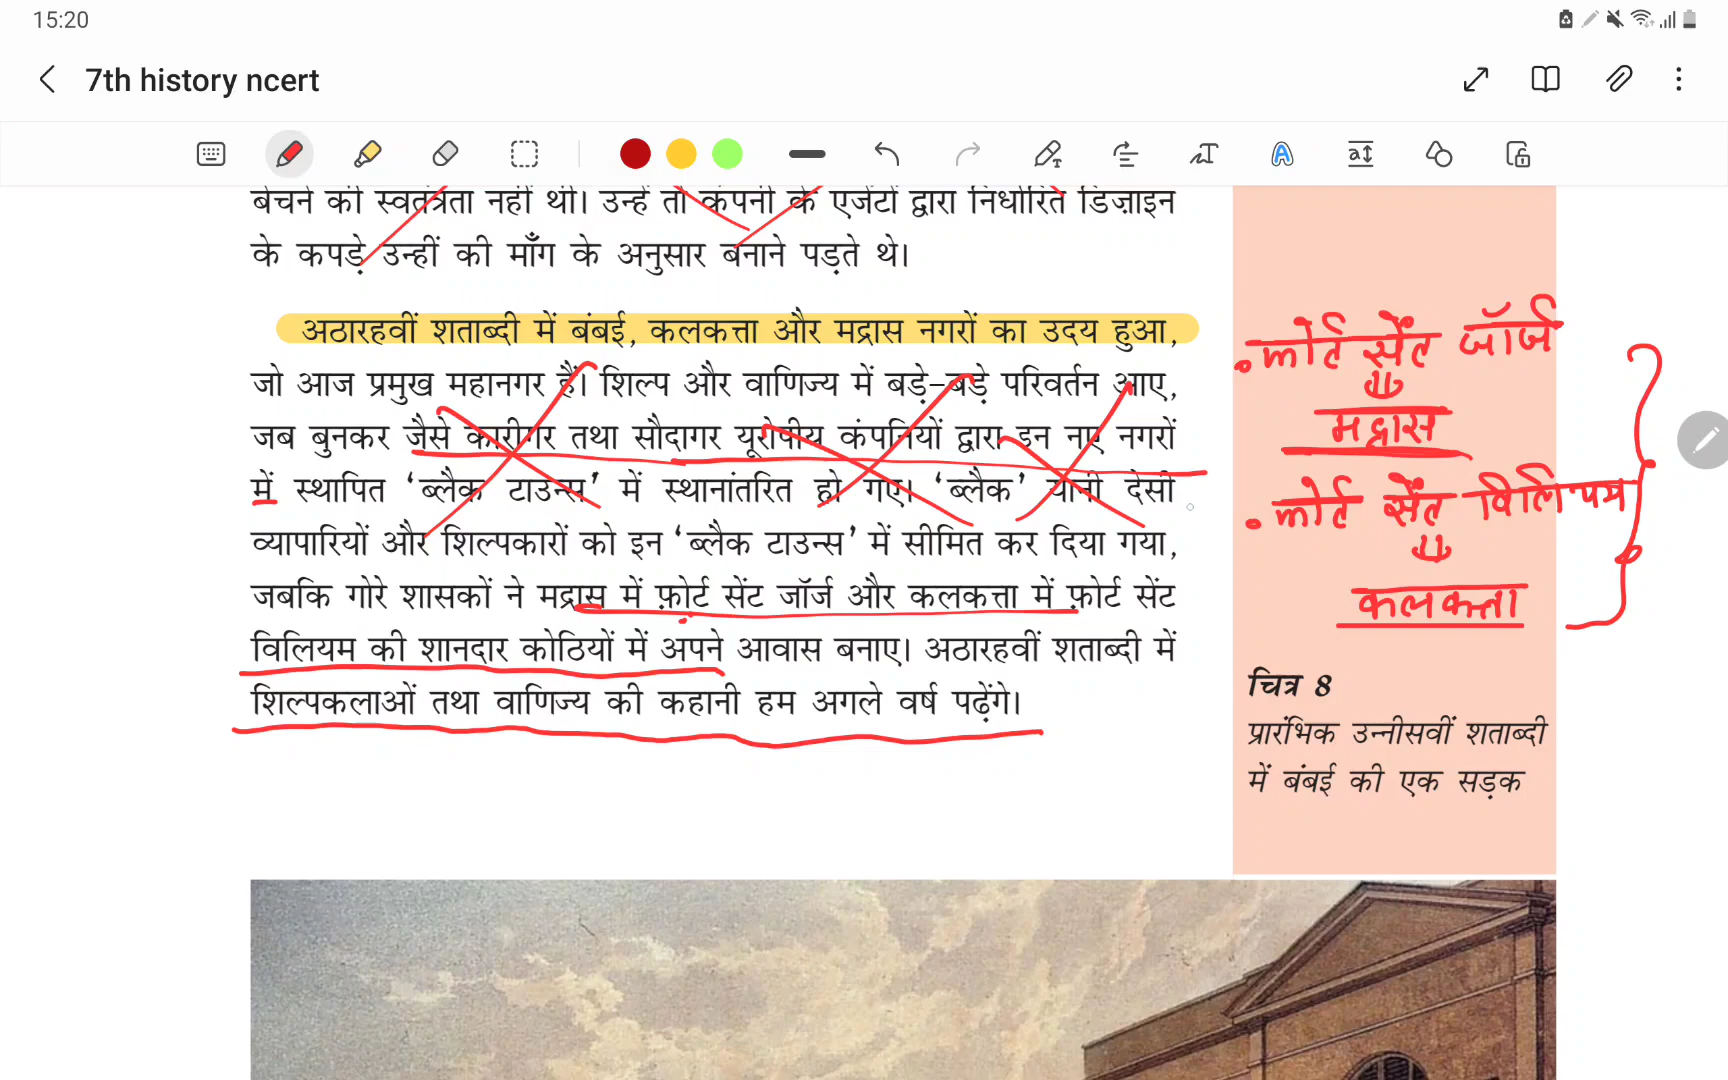 15:20
7th history ncert
बेचने की स्वतंत्रता नहीं थी। उन्हें तो कंपनी के एजेंटों द्वारा निर्धारित डिज़ाइन
के कपड़े उन्हीं की माँग के अनुसार बनाने पड़ते थे।
अठारहवीं शताब्दी में बंबई, कलकत्ता और मद्रास नगरों का उदय हुआ,
जो आज प्रमुख महानगर हैं। शिल्प और वाणिज्य में बड़े-बड़े परिवर्तन आए,
जब बुनकर जैसे कारीगर तथा सौदागर यूरोपीय कंपनियों द्वारा इन नए नगरों
में स्थापित ‘ब्लैक टाउन्स’ में स्थानांतरित हो गए। ‘ब्लैक’ यानी देसी
व्यापारियों और शिल्पकारों को इन ‘ब्लैक टाउन्स’ में सीमित कर दिया गया,
जबकि गोरे शासकों ने मद्रास में फ़ोर्ट सेंट जॉर्ज और कलकत्ता में फ़ोर्ट सेंट
विलियम की शानदार कोठियों में अपने आवास बनाए। अठारहवीं शताब्दी में
शिल्पकलाओं तथा वाणिज्य की कहानी हम अगले वर्ष पढ़ेंगे।
फोर्ट सेंट जॉर्ज
मद्रास
फोर्ट सेंट विलियम
कलकत्ता
चित्र 8
प्रारंभिक उन्नीसवीं शताब्दी
में बंबई की एक सड़क